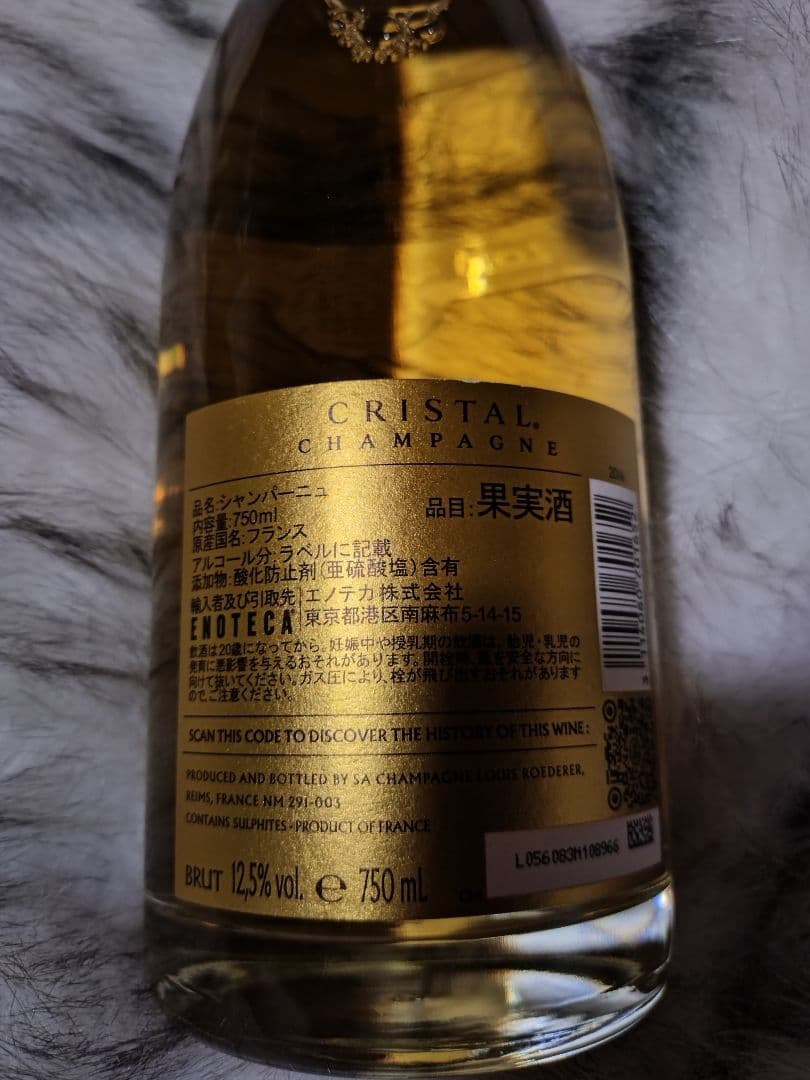 CRISTAL®
CHAMPAGNE
品名:シャンパーニュ
内容量:750ml
品目:果実酒
原産国名:フランス
アルコール分:ラベルに記載
添加物:酸化防止剤(亜硫酸塩)含有
輸入者及び引取先 エノテカ株式会社
ENOTECA 東京都港区南麻布5-14-15
飲酒は20歳になってから。妊娠中や授乳期の飲酒は、胎児・乳児の
発育に悪影響を与えるおそれがあります。開栓時、瓶を安全な方向に
向けて抜いてください。ガス圧により、栓が飛び出すおそれがあります
ので、ご注意ください。
SCAN THIS CODE TO DISCOVER THE HISTORY OF THIS WINE:
PRODUCED AND BOTTLED BY SA CHAMPAGNE LOUIS ROEDERER,
REIMS, FRANCE NM 291-003
CONTAINS SULPHITES - PRODUCT OF FRANCE
L056083M108966
BRUT 12,5% vol. ℮ 750 mL